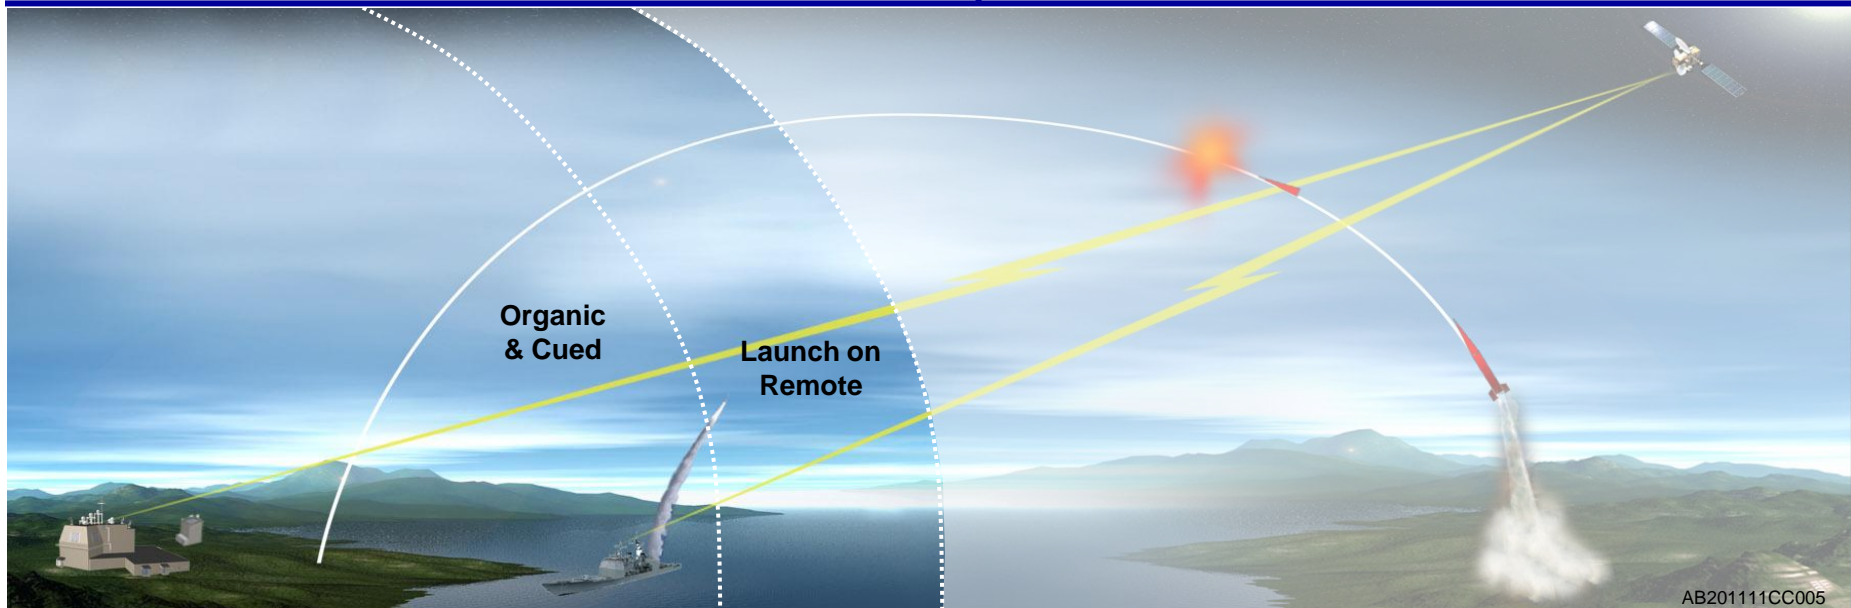 Organic
& Cued
Launch on
Remote
AB201111CC005